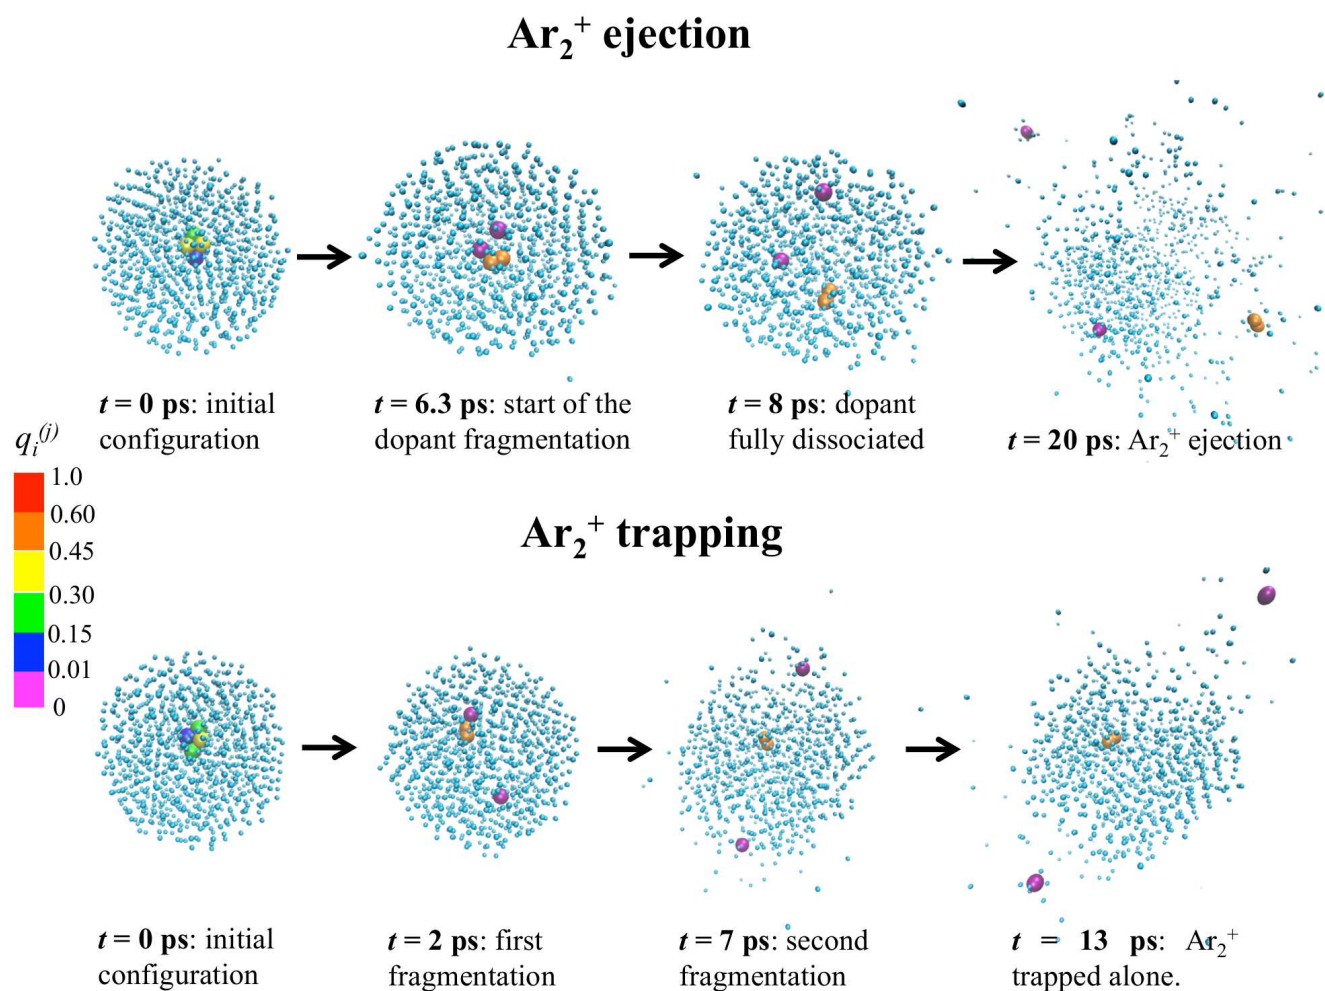 Ar₂⁺ ejection
t = 0 ps: initial
configuration
t = 6.3 ps: start of the
dopant fragmentation
t = 8 ps: dopant
fully dissociated
t = 20 ps: Ar₂⁺ ejection
qᵢ⁽ʲ⁾
1.0
0.60
0.45
0.30
0.15
0.01
0
Ar₂⁺ trapping
t = 0 ps: initial
configuration
t = 2 ps: first
fragmentation
t = 7 ps: second
fragmentation
t = 13 ps: Ar₂⁺
trapped alone.